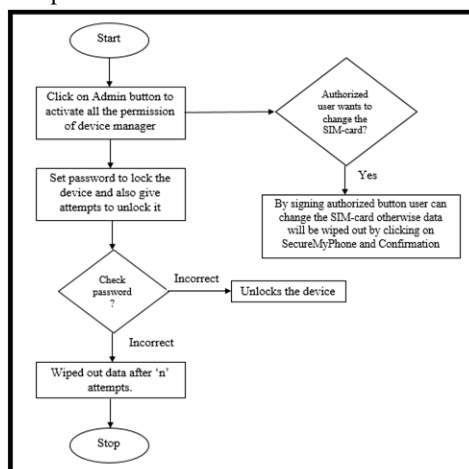 Start
Click on Admin button to
activate all the permission
of device manager
Authorized
user wants to
change the
SIM-card?
Yes
Set password to lock the
device and also give
attempts to unlock it
By signing authorized button user can
change the SIM-card otherwise data
will be wiped out by clicking on
SecureMyPhone and Confirmation
Check
password
?
Incorrect
Unlocks the device
Incorrect
Wiped out data after ‘n’
attempts.
Stop